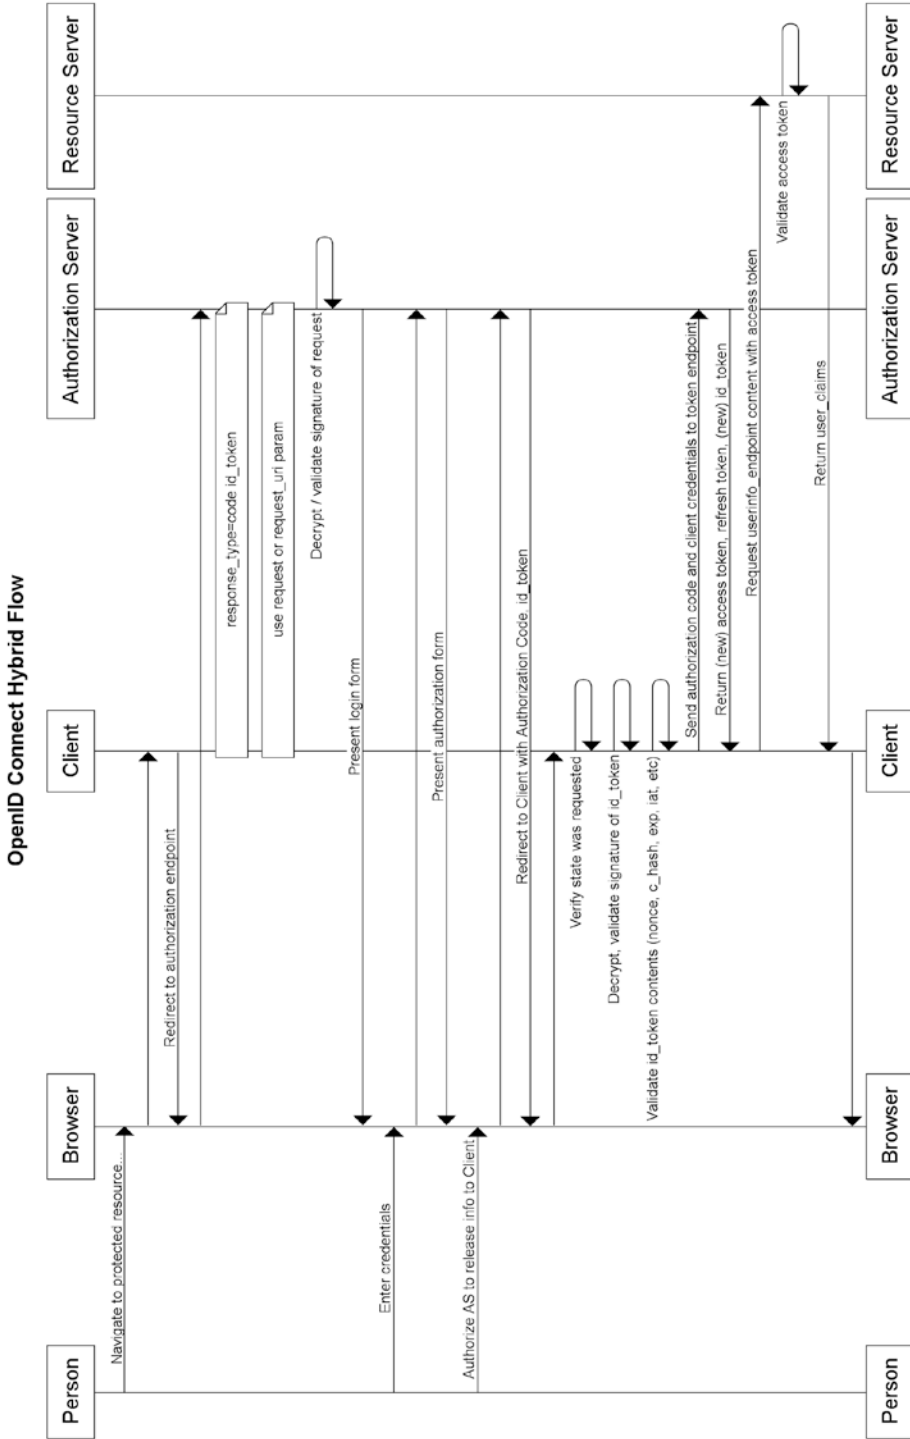 OpenID Connect Hybrid Flow
Person
Browser
Client
Authorization Server
Resource Server
Navigate to protected resource...
Redirect to authorization endpoint
response_type=code id_token
use request or request_uri param
Decrypt / validate signature of request
Present login form
Enter credentials
Present authorization form
Authorize AS to release info to Client
Redirect to Client with Authorization Code, id_token
Verify state was requested
Decrypt, validate signature of id_token
Validate id_token contents (nonce, c_hash, exp, iat, etc)
Send authorization code and client credentials to token endpoint
Return (new) access token, refresh token, (new) id_token
Request userinfo_endpoint content with access token
Validate access token
Return user_claims
Person
Browser
Client
Authorization Server
Resource Server